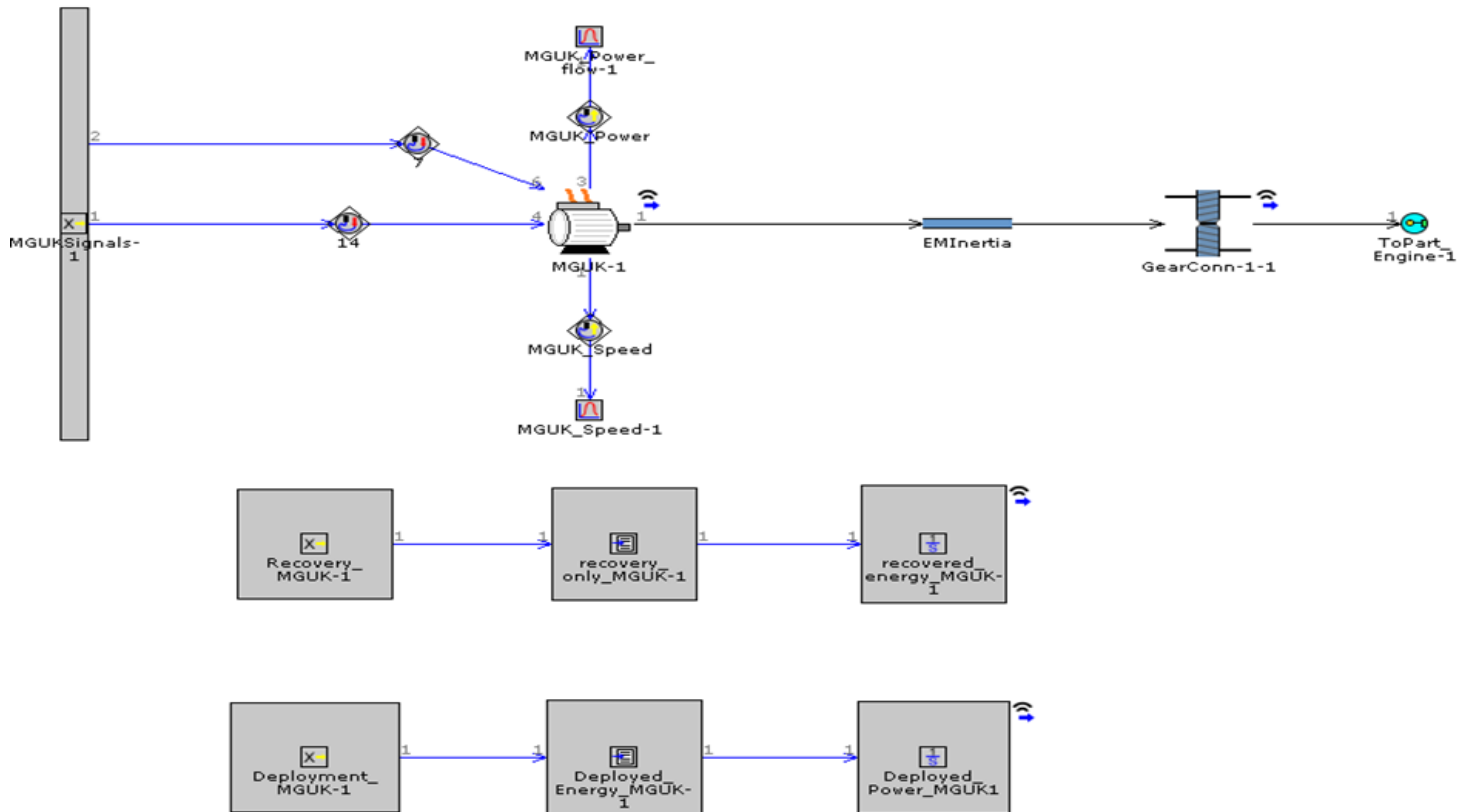 MGUK_Power_
flow-1
MGUK_Power
2
7
6
3
1
4
1
1
1
MGUKSignals-
1
14
MGUK-1
EMInertia
GearConn-1-1
ToPart_
Engine-1
1
MGUK_Speed
1
MGUK_Speed-1
1
1
1
1
Recovery_
MGUK-1
recovery_
only_MGUK-1
recovered_
energy_MGUK-
1
1
1
1
1
Deployment_
MGUK-1
Deployed_
Energy_MGUK-
1
Deployed_
Power_MGUK1